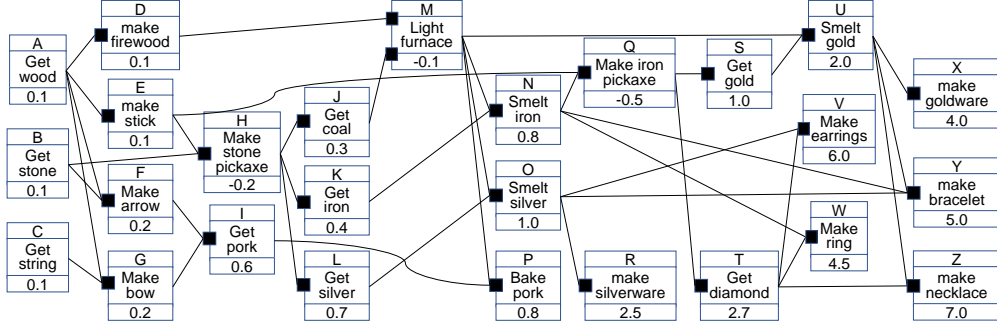 A
Get
wood
0.1
B
Get
stone
0.1
C
Get
string
0.1
D
make
firewood
0.1
E
make
stick
0.1
F
Make
arrow
0.2
G
Make
bow
0.2
H
Make
stone
pickaxe
-0.2
I
Get
pork
0.6
J
Get
coal
0.3
K
Get
iron
0.4
L
Get
silver
0.7
M
Light
furnace
-0.1
N
Smelt
iron
0.8
O
Smelt
silver
1.0
P
Bake
pork
0.8
Q
Make iron
pickaxe
-0.5
R
make
silverware
2.5
S
Get
gold
1.0
T
Get
diamond
2.7
U
Smelt
gold
2.0
V
Make
earrings
6.0
W
Make
ring
4.5
X
make
goldware
4.0
Y
make
bracelet
5.0
Z
make
necklace
7.0